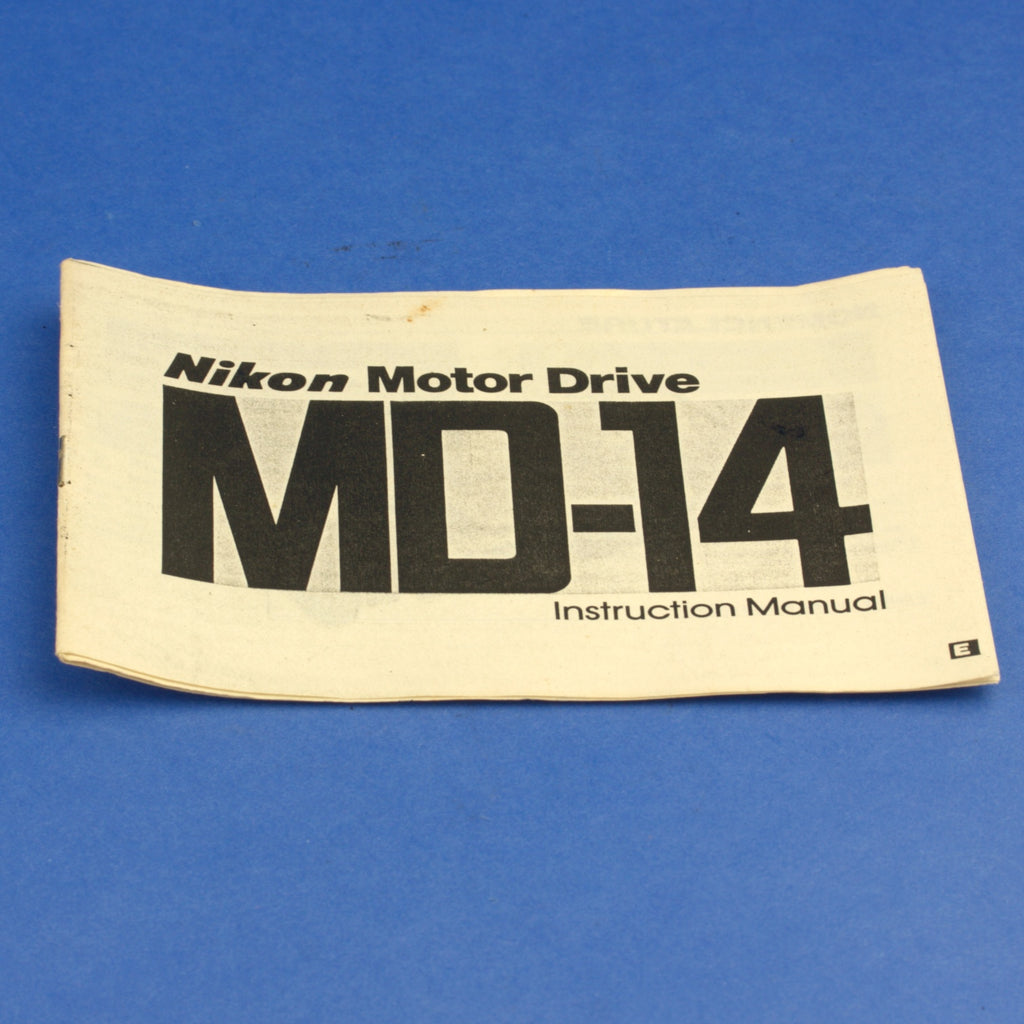 Nikon Motor Drive
MD-14
Instruction Manual
E